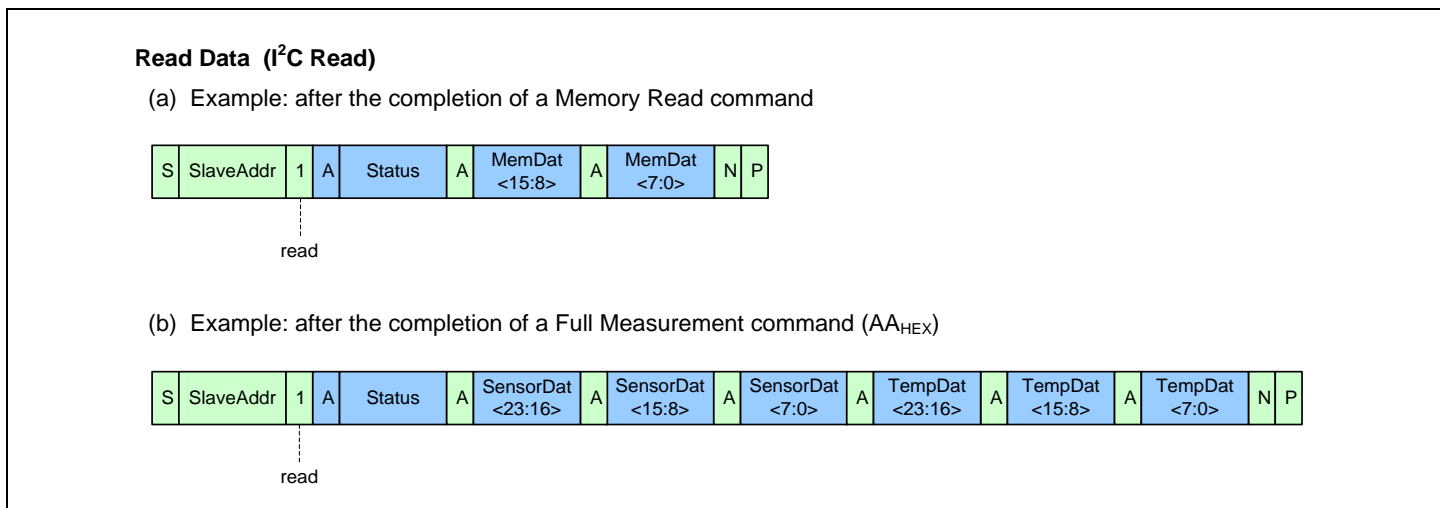 Read Data (I²C Read)
(a) Example: after the completion of a Memory Read command
S SlaveAddr 1 A Status A MemDat <15:8> A MemDat <7:0> N P
read
(b) Example: after the completion of a Full Measurement command (AA_HEX)
S SlaveAddr 1 A Status A SensorDat <23:16> A SensorDat <15:8> A SensorDat <7:0> A TempDat <23:16> A TempDat <15:8> A TempDat <7:0> N P
read